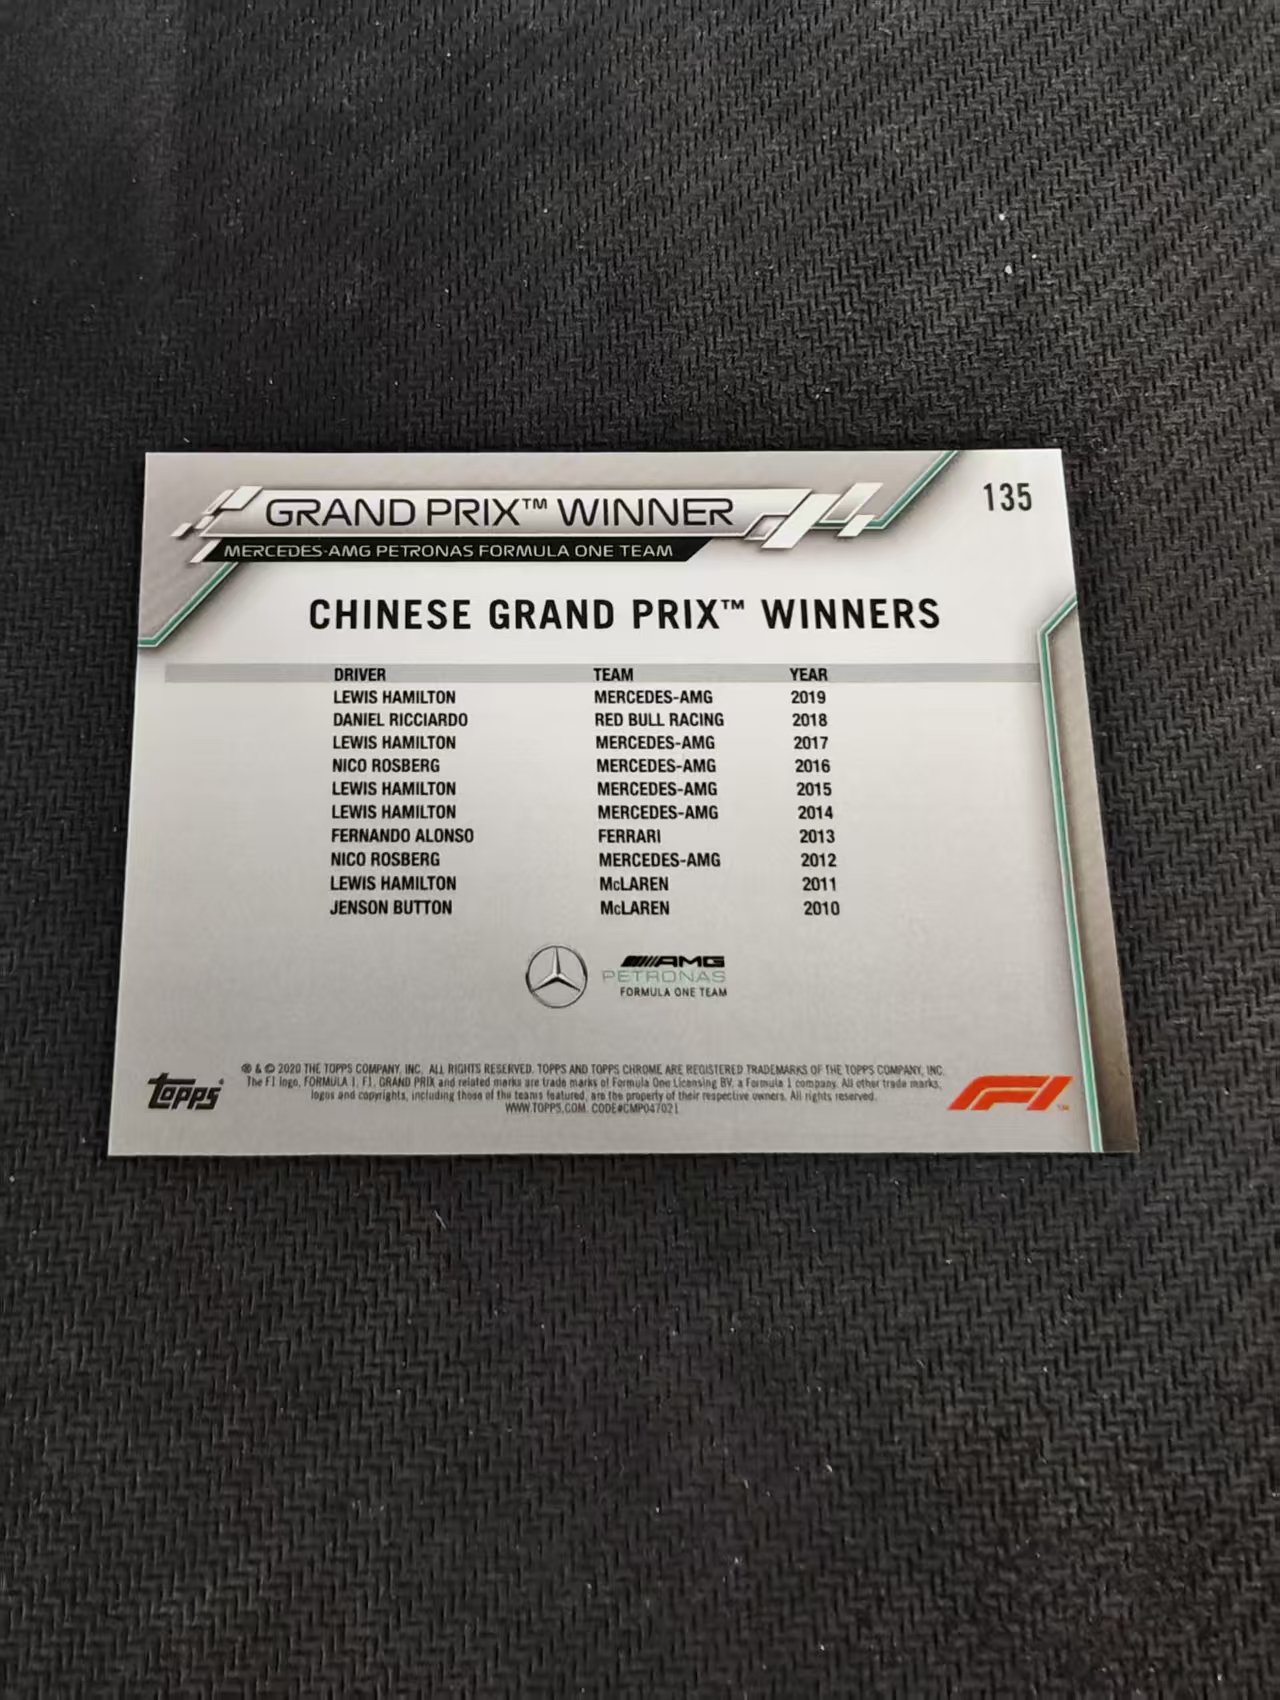 GRAND PRIX™ WINNER
135
MERCEDES-AMG PETRONAS FORMULA ONE TEAM
CHINESE GRAND PRIX™ WINNERS
DRIVER TEAM YEAR
LEWIS HAMILTON MERCEDES-AMG 2019
DANIEL RICCIARDO RED BULL RACING 2018
LEWIS HAMILTON MERCEDES-AMG 2017
NICO ROSBERG MERCEDES-AMG 2016
LEWIS HAMILTON MERCEDES-AMG 2015
LEWIS HAMILTON MERCEDES-AMG 2014
FERNANDO ALONSO FERRARI 2013
NICO ROSBERG MERCEDES-AMG 2012
LEWIS HAMILTON McLAREN 2011
JENSON BUTTON McLAREN 2010
AMG
PETRONAS
FORMULA ONE TEAM
® & © 2020 THE TOPPS COMPANY, INC. ALL RIGHTS RESERVED. TOPPS AND TOPPS CHROME ARE REGISTERED TRADEMARKS OF THE TOPPS COMPANY, INC.
The F1 logo, FORMULA 1, F1, GRAND PRIX and related marks are trade marks of Formula One Licensing BV, a Formula 1 company. All other trade marks,
logos and copyrights, including those of the teams featured, are the property of their respective owners. All rights reserved.
WWW.TOPPS.COM. CODE#CMP047021
topps®
F1™